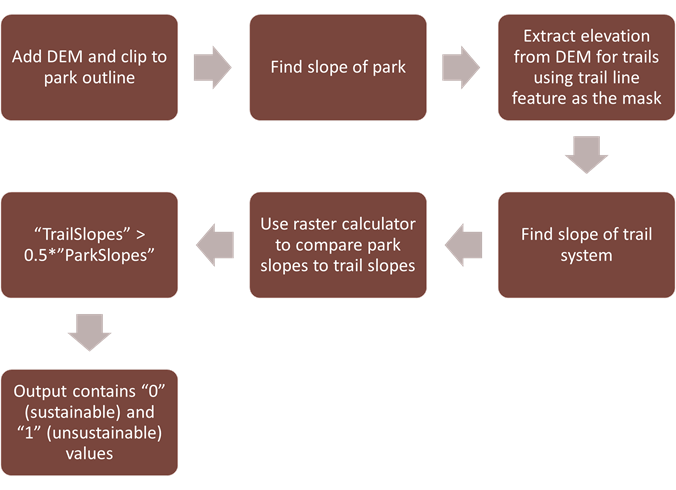 Add DEM and clip to
park outline
Find slope of park
Extract elevation
from DEM for trails
using trail line
feature as the mask
Find slope of trail
system
Use raster calculator
to compare park
slopes to trail slopes
“TrailSlopes” >
0.5*”ParkSlopes”
Output contains “0”
(sustainable) and
“1” (unsustainable)
values